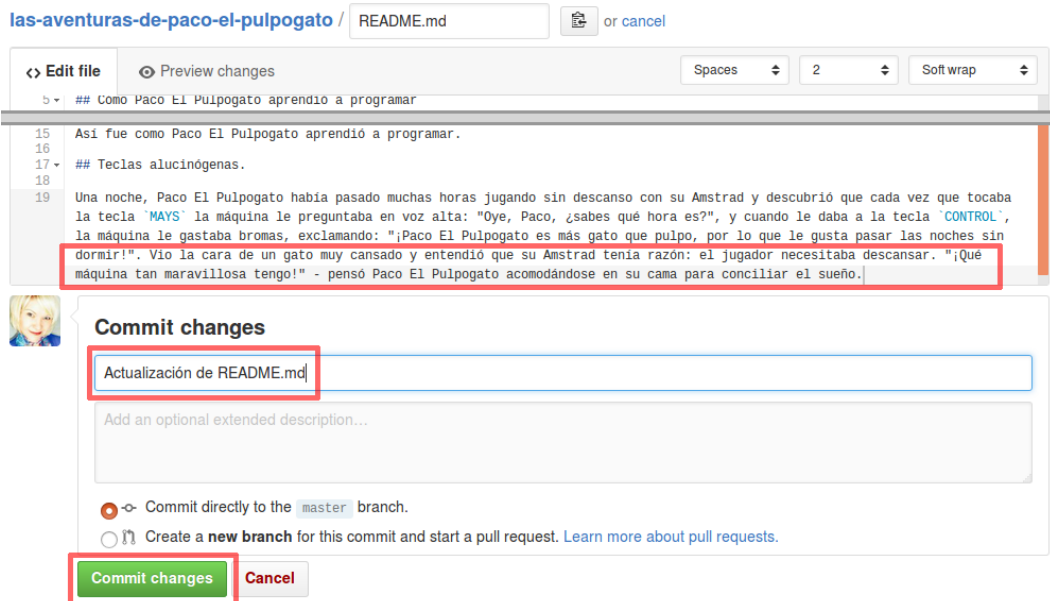 las-aventuras-de-paco-el-pulpogato / README.md or cancel
<> Edit file Preview changes Spaces 2 Soft wrap
5 ## Como Paco El Pulpogato aprendio a programar
15 Así fue como Paco El Pulpogato aprendió a programar.
16
17 ## Teclas alucinógenas.
18
19 Una noche, Paco El Pulpogato había pasado muchas horas jugando sin descanso con su Amstrad y descubrió que cada vez que tocaba
la tecla `MAYS` la máquina le preguntaba en voz alta: "Oye, Paco, ¿sabes qué hora es?", y cuando le daba a la tecla `CONTROL`,
la máquina le gastaba bromas, exclamando: "¡Paco El Pulpogato es más gato que pulpo, por lo que le gusta pasar las noches sin
dormir!". Vio la cara de un gato muy cansado y entendió que su Amstrad tenía razón: el jugador necesitaba descansar. "¡Qué
máquina tan maravillosa tengo!" - pensó Paco El Pulpogato acomodándose en su cama para conciliar el sueño.
Commit changes
Actualización de README.md
Add an optional extended description…
Commit directly to the master branch.
Create a new branch for this commit and start a pull request. Learn more about pull requests.
Commit changes Cancel